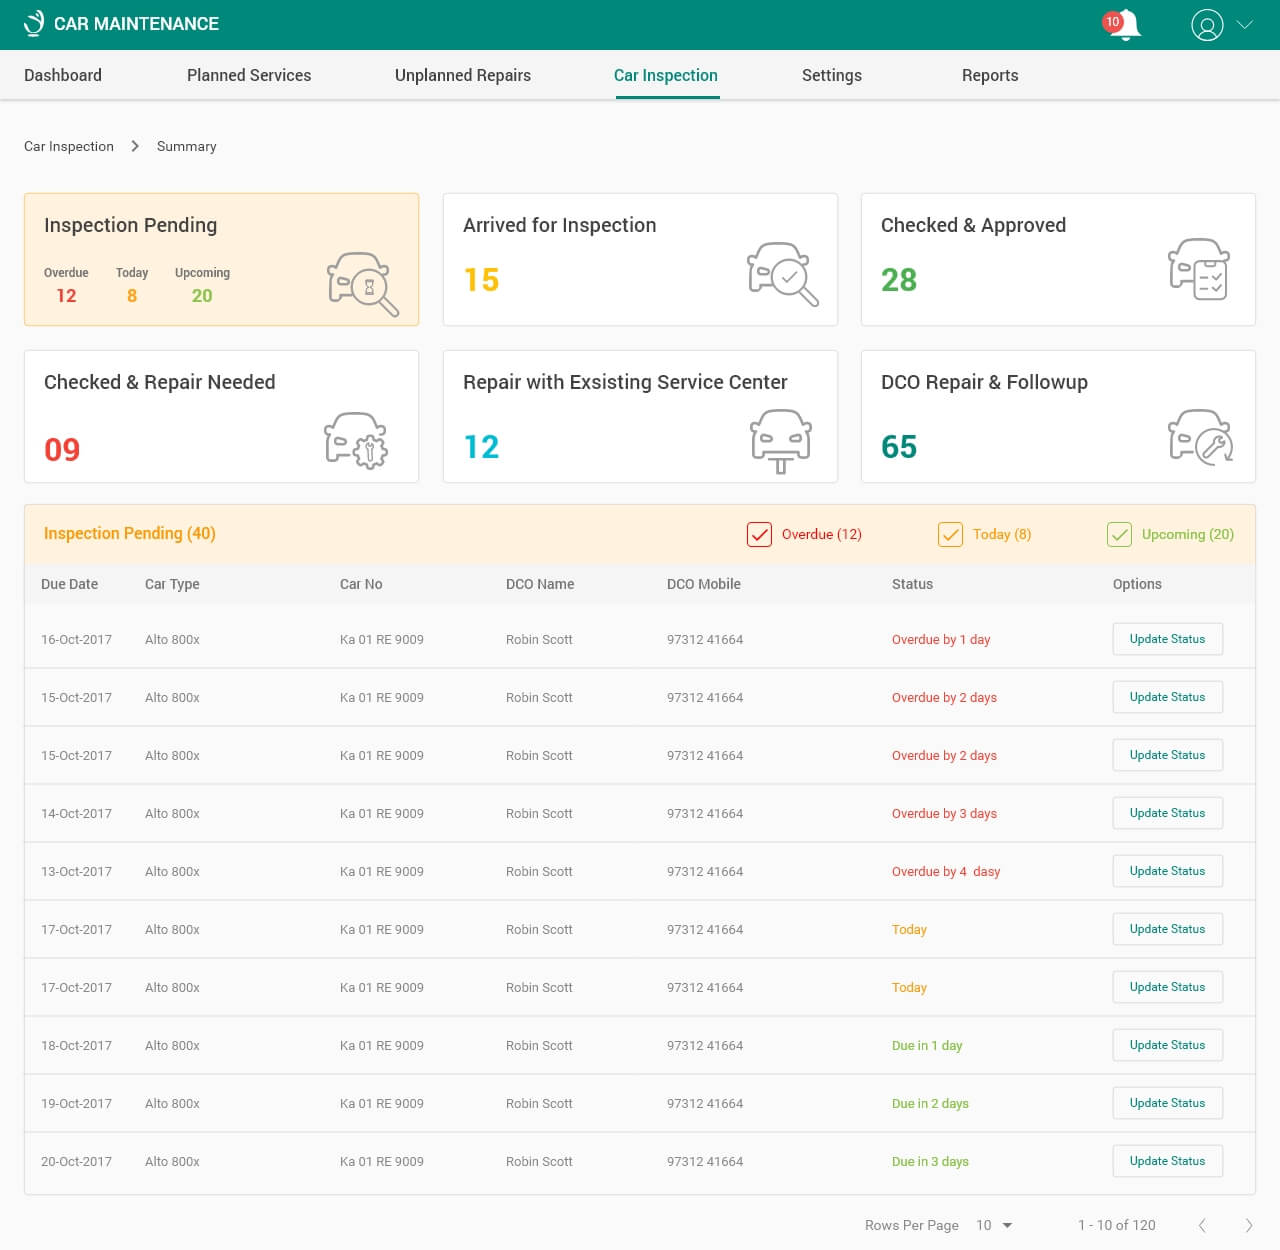 CAR MAINTENANCE
10
Dashboard Planned Services Unplanned Repairs Car Inspection Settings Reports
Car Inspection Summary
Inspection Pending
Overdue Today Upcoming
12 8 20
Arrived for Inspection
15
Checked & Approved
28
Checked & Repair Needed
09
Repair with Exsisting Service Center
12
DCO Repair & Followup
65
Inspection Pending (40) Overdue (12) Today (8) Upcoming (20)
Due Date Car Type Car No DCO Name DCO Mobile Status Options
16-Oct-2017 Alto 800x Ka 01 RE 9009 Robin Scott 97312 41664 Overdue by 1 day Update Status
15-Oct-2017 Alto 800x Ka 01 RE 9009 Robin Scott 97312 41664 Overdue by 2 days Update Status
15-Oct-2017 Alto 800x Ka 01 RE 9009 Robin Scott 97312 41664 Overdue by 2 days Update Status
14-Oct-2017 Alto 800x Ka 01 RE 9009 Robin Scott 97312 41664 Overdue by 3 days Update Status
13-Oct-2017 Alto 800x Ka 01 RE 9009 Robin Scott 97312 41664 Overdue by 4 dasy Update Status
17-Oct-2017 Alto 800x Ka 01 RE 9009 Robin Scott 97312 41664 Today Update Status
17-Oct-2017 Alto 800x Ka 01 RE 9009 Robin Scott 97312 41664 Today Update Status
18-Oct-2017 Alto 800x Ka 01 RE 9009 Robin Scott 97312 41664 Due in 1 day Update Status
19-Oct-2017 Alto 800x Ka 01 RE 9009 Robin Scott 97312 41664 Due in 2 days Update Status
20-Oct-2017 Alto 800x Ka 01 RE 9009 Robin Scott 97312 41664 Due in 3 days Update Status
Rows Per Page 10 1 - 10 of 120